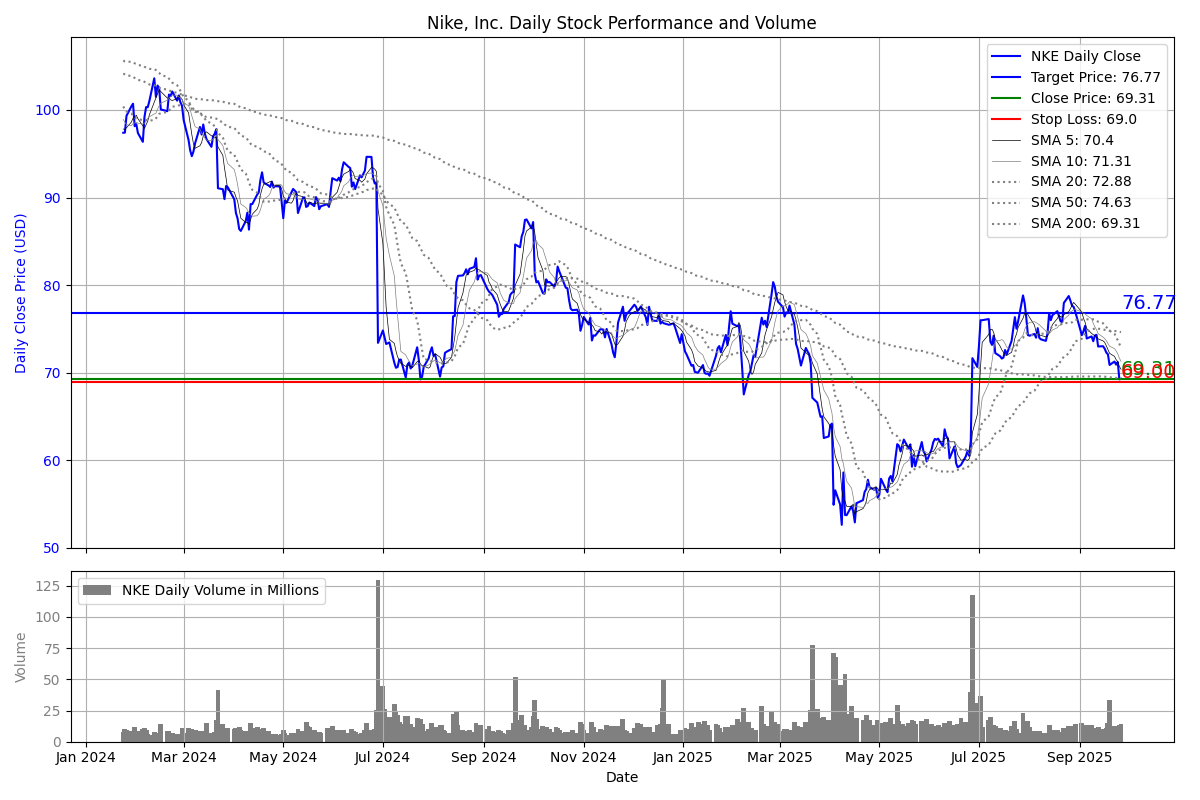 Nike, Inc. Daily Stock Performance and Volume
Daily Close Price (USD)
100
90
80
70
60
50
NKE Daily Close
Target Price: 76.77
Close Price: 69.31
Stop Loss: 69.0
SMA 5: 70.4
SMA 10: 71.31
SMA 20: 72.88
SMA 50: 74.63
SMA 200: 69.31
76.77
69.31
69.00
Volume
125
100
75
50
25
0
NKE Daily Volume in Millions
Jan 2024 Mar 2024 May 2024 Jul 2024 Sep 2024 Nov 2024 Jan 2025 Mar 2025 May 2025 Jul 2025 Sep 2025
Date